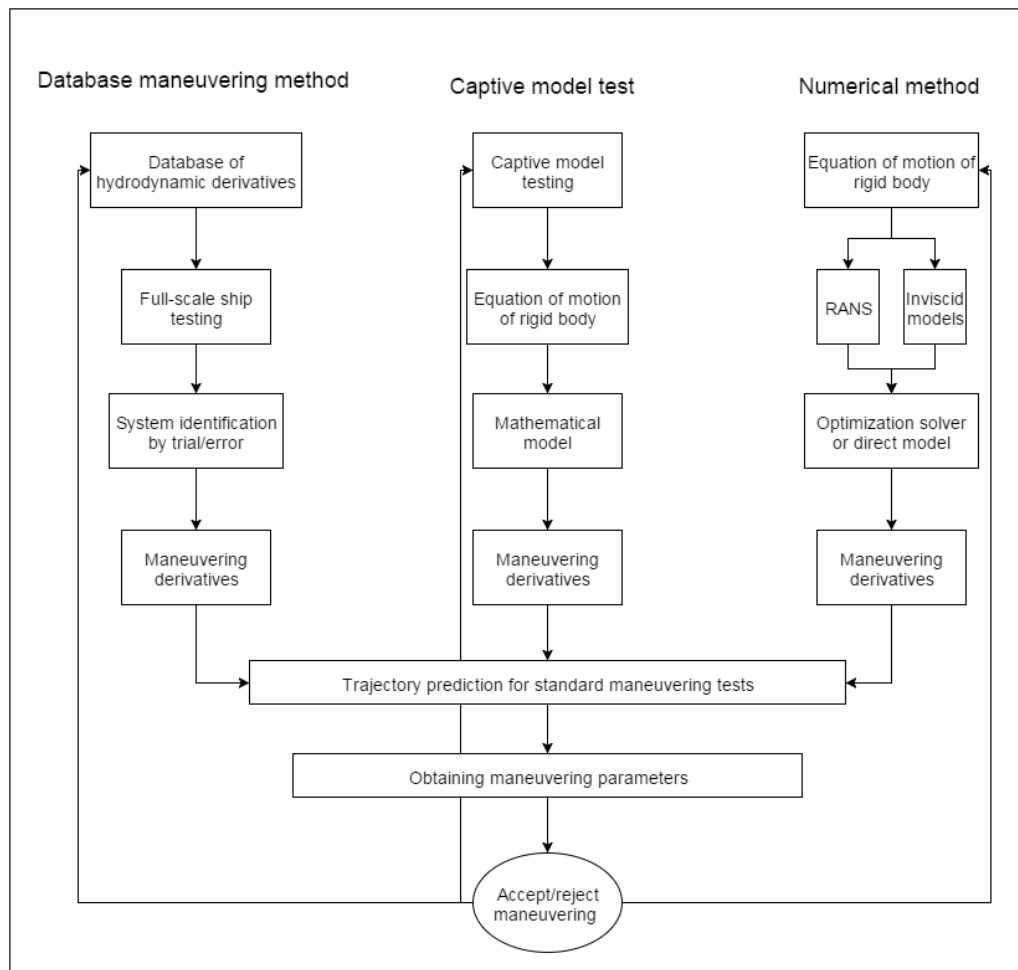 Database maneuvering method
Captive model test
Numerical method
Database of
hydrodynamic derivatives
Captive model
testing
Equation of motion of
rigid body
Full-scale ship
testing
Equation of motion
of rigid body
RANS
Inviscid
models
System identification
by trial/error
Mathematical
model
Optimization solver
or direct model
Maneuvering
derivatives
Maneuvering
derivatives
Maneuvering
derivatives
Trajectory prediction for standard maneuvering tests
Obtaining maneuvering parameters
Accept/reject
maneuvering